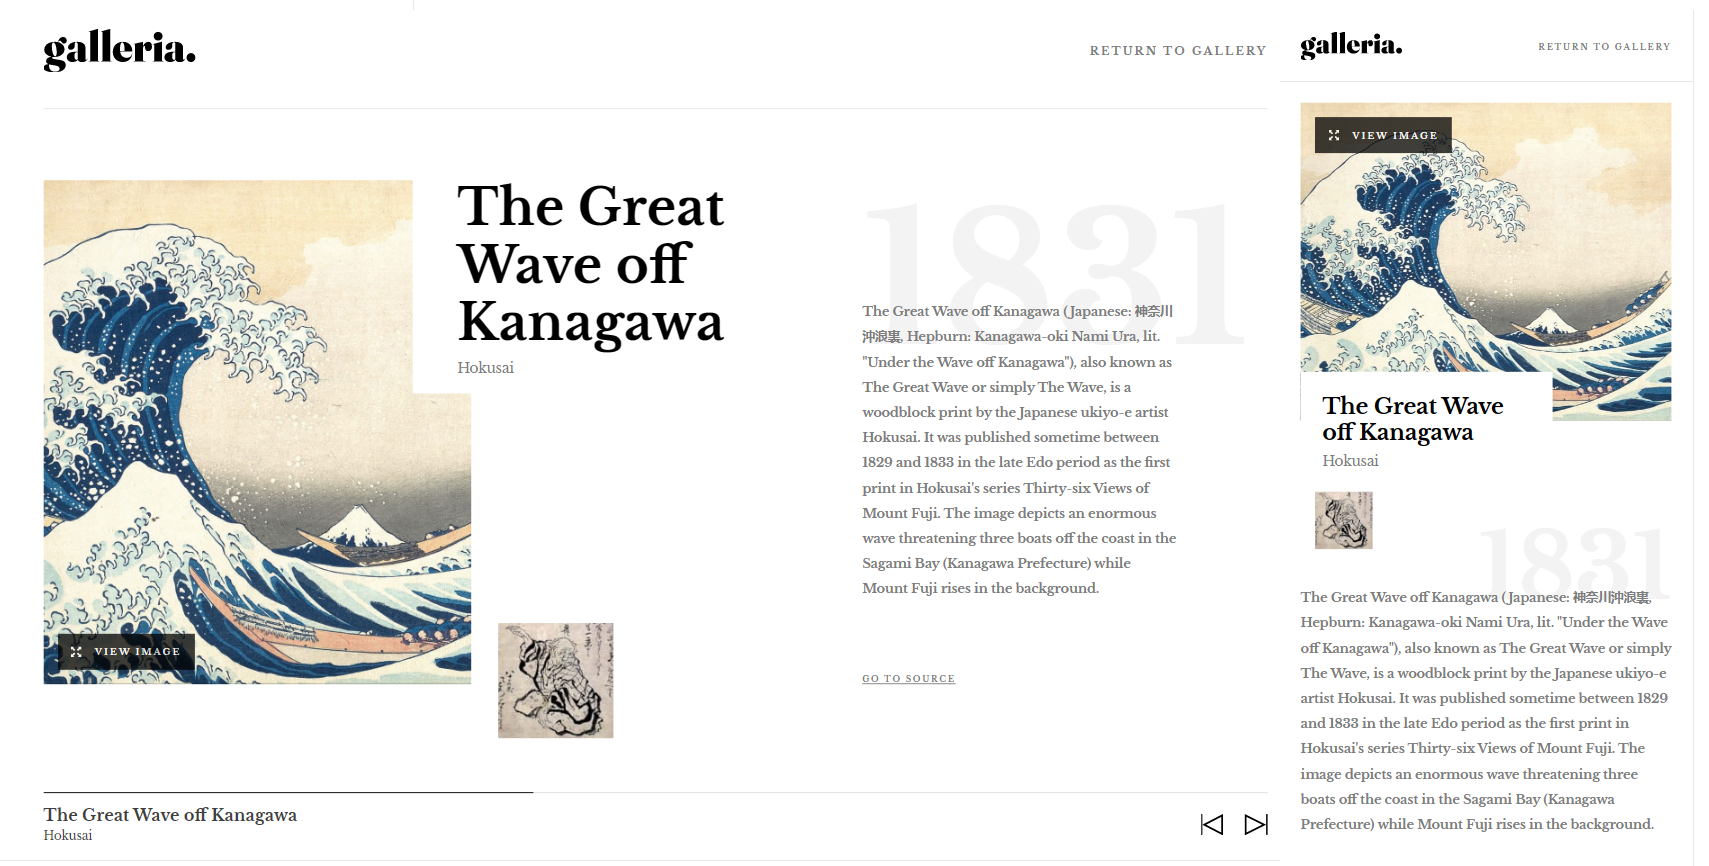 galleria.
RETURN TO GALLERY
The Great
Wave off
Kanagawa
Hokusai
VIEW IMAGE
1831
The Great Wave off Kanagawa (Japanese: 神奈川
沖浪裏, Hepburn: Kanagawa-oki Nami Ura, lit.
"Under the Wave off Kanagawa"), also known as
The Great Wave or simply The Wave, is a
woodblock print by the Japanese ukiyo-e artist
Hokusai. It was published sometime between
1829 and 1833 in the late Edo period as the first
print in Hokusai's series Thirty-six Views of
Mount Fuji. The image depicts an enormous
wave threatening three boats off the coast in the
Sagami Bay (Kanagawa Prefecture) while
Mount Fuji rises in the background.
GO TO SOURCE
The Great Wave off Kanagawa
Hokusai
galleria.
RETURN TO GALLERY
VIEW IMAGE
The Great Wave
off Kanagawa
Hokusai
1831
The Great Wave off Kanagawa (Japanese: 神奈川沖浪裏,
Hepburn: Kanagawa-oki Nami Ura, lit. "Under the Wave
off Kanagawa"), also known as The Great Wave or simply
The Wave, is a woodblock print by the Japanese ukiyo-e
artist Hokusai. It was published sometime between 1829
and 1833 in the late Edo period as the first print in
Hokusai's series Thirty-six Views of Mount Fuji. The
image depicts an enormous wave threatening three
boats off the coast in the Sagami Bay (Kanagawa
Prefecture) while Mount Fuji rises in the background.